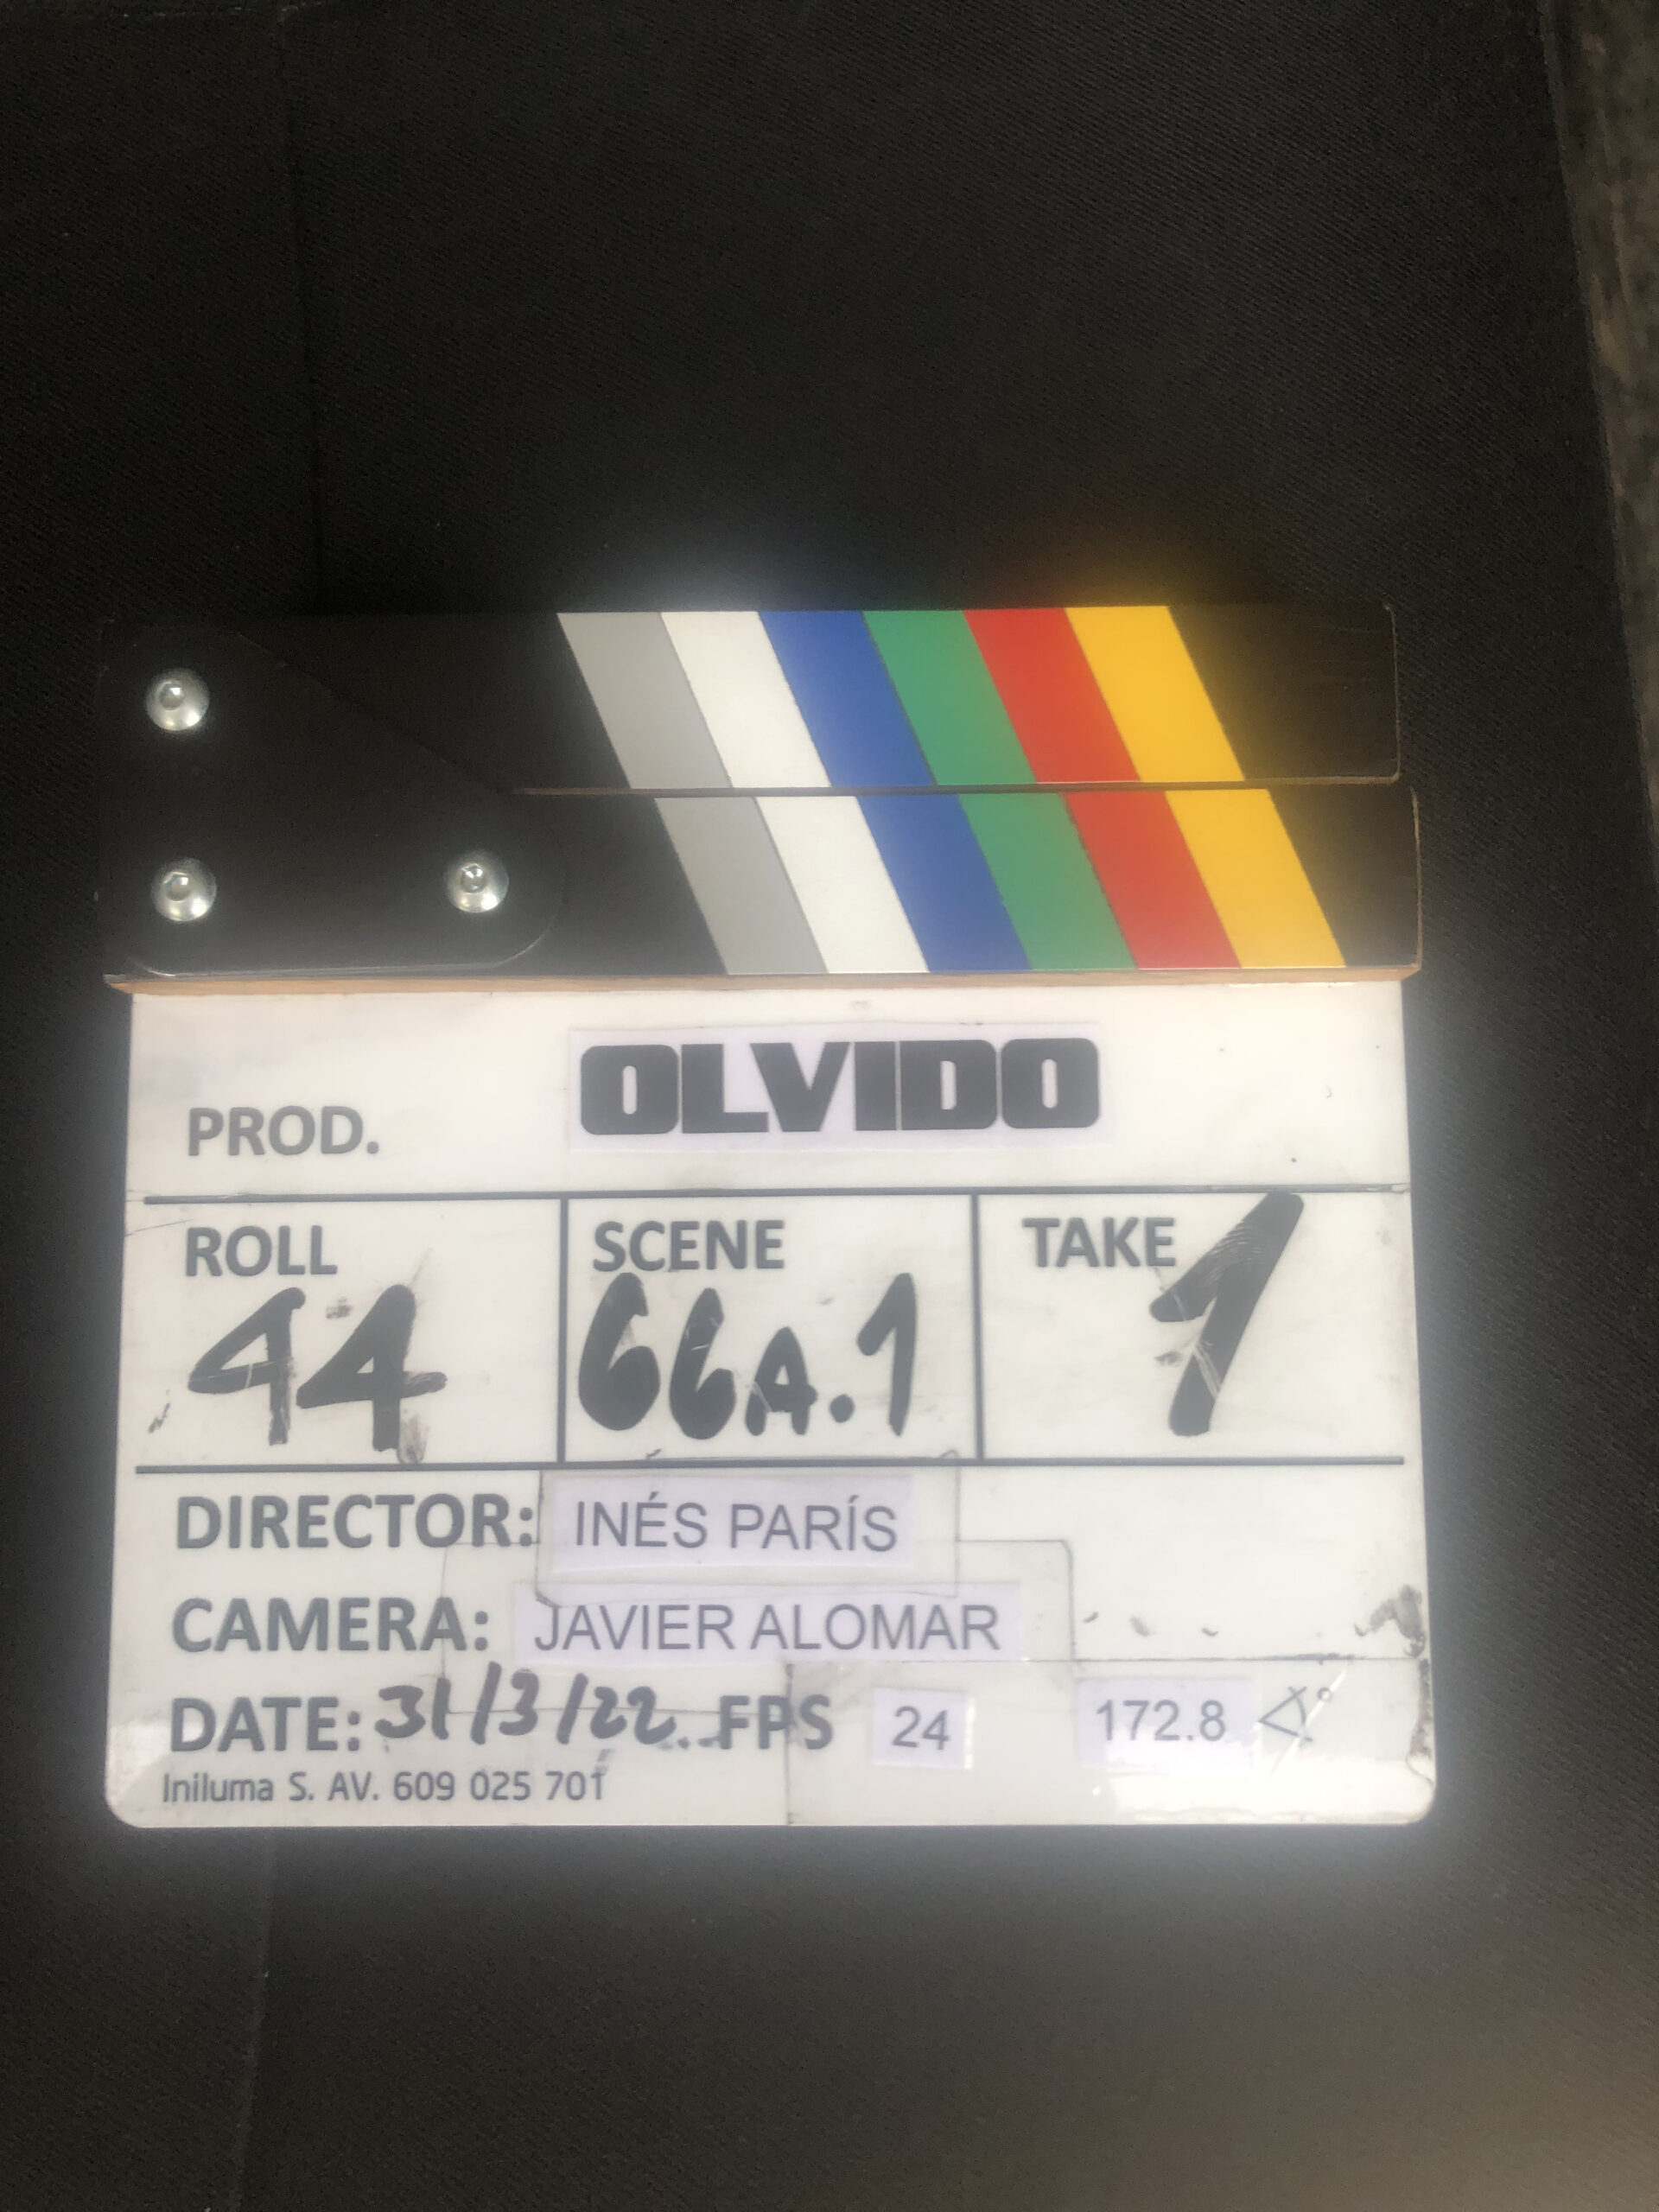 PROD. OLVIDO
ROLL SCENE TAKE
44 66A.1 1
DIRECTOR: INÉS PARÍS
CAMERA: JAVIER ALOMAR
DATE: 31/3/22 FPS 24 172.8 °
Iniluma S. AV. 609 025 701